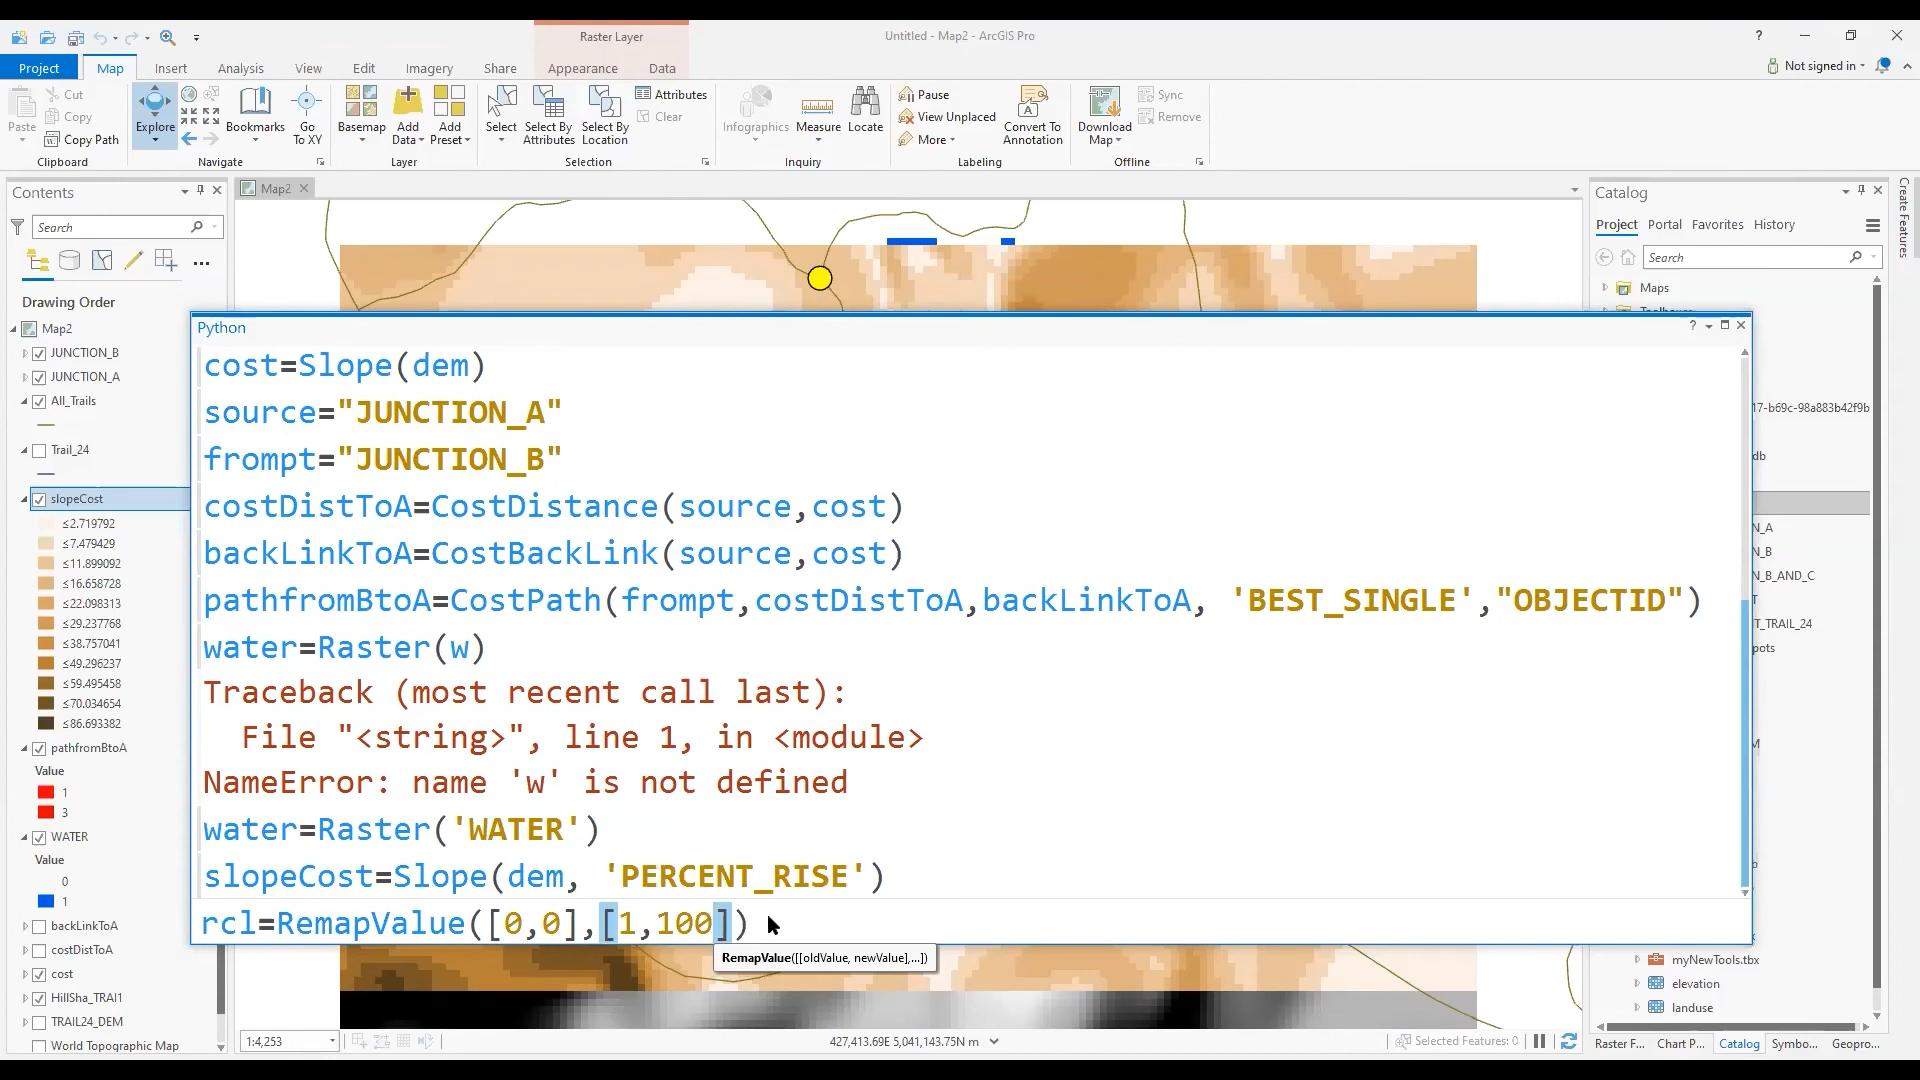 Raster Layer
Untitled - Map2 - ArcGIS Pro
?
Project
Map
Insert
Analysis
View
Edit
Imagery
Share
Appearance
Data
Not signed in
Paste
Cut
Copy
Copy Path
Clipboard
Explore
Bookmarks
Go To XY
Navigate
Basemap
Add Data
Add Preset
Layer
Select
Select By Attributes
Select By Location
Attributes
Clear
Selection
Infographics
Measure
Locate
Inquiry
Pause
View Unplaced
More
Convert To Annotation
Labeling
Download Map
Sync
Remove
Offline
Contents
Search
Drawing Order
Map2
JUNCTION_B
JUNCTION_A
All_Trails
Trail_24
slopeCost
≤2.719792
≤7.479429
≤11.899092
≤16.658728
≤22.098313
≤29.237768
≤38.757041
≤49.296237
≤59.495458
≤70.034654
≤86.693382
pathfromBtoA
Value
1
3
WATER
Value
0
1
backLinkToA
costDistToA
cost
HillSha_TRAI1
TRAIL24_DEM
World Topographic Map
Map2
Python
?
cost=Slope(dem)
source="JUNCTION_A"
frompt="JUNCTION_B"
costDistToA=CostDistance(source,cost)
backLinkToA=CostBackLink(source,cost)
pathfromBtoA=CostPath(frompt,costDistToA,backLinkToA, 'BEST_SINGLE',"OBJECTID")
water=Raster(w)
Traceback (most recent call last):
  File "<string>", line 1, in <module>
NameError: name 'w' is not defined
water=Raster('WATER')
slopeCost=Slope(dem, 'PERCENT_RISE')
rcl=RemapValue([0,0],[1,100])
RemapValue([[oldValue, newValue],...])
1:4,253
427,413.69E 5,041,143.75N m
Selected Features: 0
Catalog
Project
Portal
Favorites
History
Search
Maps
17-b69c-98a883b42f9b
db
N_A
N_B
N_B_AND_C
T
T_TRAIL_24
pots
M
myNewTools.tbx
elevation
landuse
Raster F...
Chart P...
Catalog
Symbo...
Geopro...
Create Features